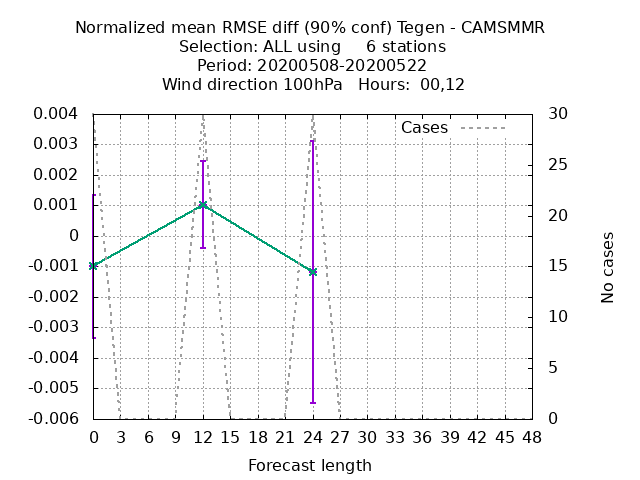 Normalized mean RMSE diff (90% conf) Tegen - CAMSMMR
Selection: ALL using     6 stations
Period: 20200508-20200522
Wind direction 100hPa   Hours:  00,12
Cases
0.004
0.003
0.002
0.001
0
-0.001
-0.002
-0.003
-0.004
-0.005
-0.006
30
25
20
15
10
5
0
No cases
0 3 6 9 12 15 18 21 24 27 30 33 36 39 42 45 48
Forecast length